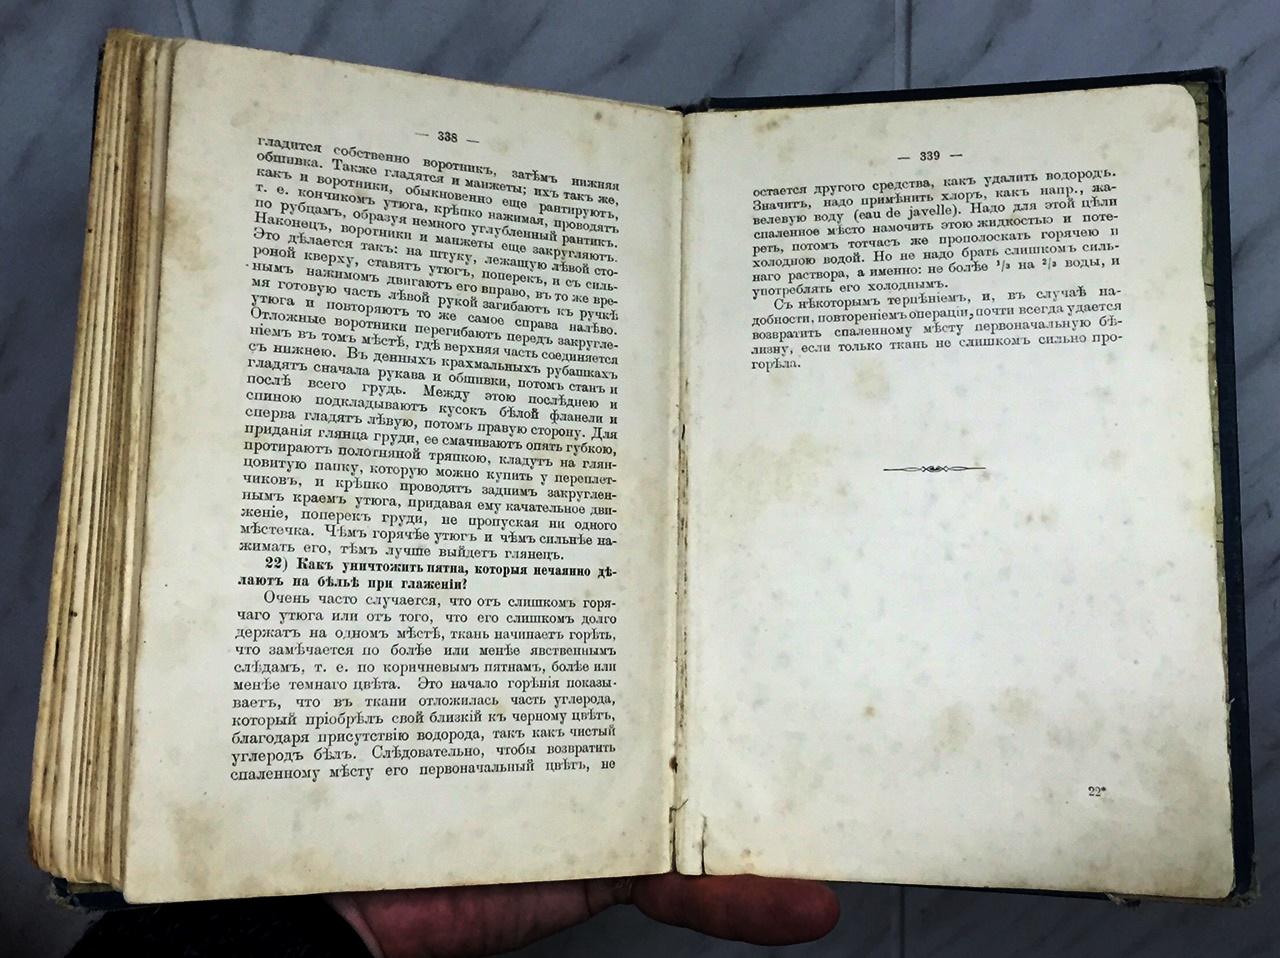 — 338 —
гладится собственно воротникъ, затѣмъ нижняя
обшивка. Также гладятся и манжеты; ихъ такъ же,
какъ и воротники, обыкновенно еще рантируютъ,
т. е. кончикомъ утюга, крѣпко нажимая, проводятъ
по рубцамъ, образуя немного углубленный рантикъ.
Наконецъ, воротники и манжеты еще закругляютъ.
Это дѣлается такъ: на штуку, лежащую лѣвой сто-
роной кверху, ставятъ утюгъ, поперекъ, и съ силь-
нымъ нажимомъ двигаютъ его вправо, въ то же вре-
мя готовую часть лѣвой рукой загибаютъ къ ручкѣ
утюга и повторяютъ то же самое справа налѣво.
Отложные воротники перегибаютъ передъ закругле-
ніемъ въ томъ мѣстѣ, гдѣ верхняя часть соединяется
съ нижнею. Въ денныхъ крахмальныхъ рубашкахъ
гладятъ сначала рукава и обшивки, потомъ станъ и
послѣ всего грудь. Между этою послѣднею и
спиною подкладываютъ кусокъ бѣлой фланели и
сперва гладятъ лѣвую, потомъ правую сторону. Для
приданія глянца груди, ее смачиваютъ опять губкою,
протираютъ полотняной тряпкою, кладутъ на глян-
цовитую папку, которую можно купить у переплет-
чиковъ, и крѣпко проводятъ заднимъ закруглен-
нымъ краемъ утюга, придавая ему качательное дви-
женіе, поперекъ груди, не пропуская ни одного
мѣстечка. Чѣмъ горячѣе утюгъ и чѣмъ сильнѣе на-
жимать его, тѣмъ лучше выйдетъ глянецъ.
22) Какъ уничтожить пятна, которыя нечаянно дѣ-
лаютъ на бѣльѣ при глаженіи?
Очень часто случается, что отъ слишкомъ горя-
чаго утюга или отъ того, что его слишкомъ долго
держатъ на одномъ мѣстѣ, ткань начинаетъ горѣть,
что замѣчается по болѣе или менѣе явственнымъ
слѣдамъ, т. е. по коричневымъ пятнамъ, болѣе или
менѣе темнаго цвѣта. Это начало горѣнія показы-
ваетъ, что въ ткани отложилась часть углерода,
который пріобрѣлъ свой близкій къ черному цвѣтъ,
благодаря присутствію водорода, такъ какъ чистый
углеродъ бѣлъ. Слѣдовательно, чтобы возвратить
спаленному мѣсту его первоначальный цвѣтъ, не
— 339 —
остается другого средства, какъ удалить водородъ.
Значитъ, надо примѣнить хлоръ, какъ напр., жа-
велевую воду (eau de javelle). Надо для этой цѣли
спаленное мѣсто намочить этою жидкостью и поте-
реть, потомъ тотчасъ же прополоскать горячею и
холодною водой. Но не надо брать слишкомъ силь-
наго раствора, а именно: не болѣе ¹/₃ на ²/₃ воды, и
употреблять его холоднымъ.
Съ нѣкоторымъ терпѣніемъ, и, въ случаѣ на-
добности, повтореніемъ операціи, почти всегда удается
возвратить спаленному мѣсту первоначальную бѣ-
лизну, если только ткань не слишкомъ сильно про-
горѣла.
22*